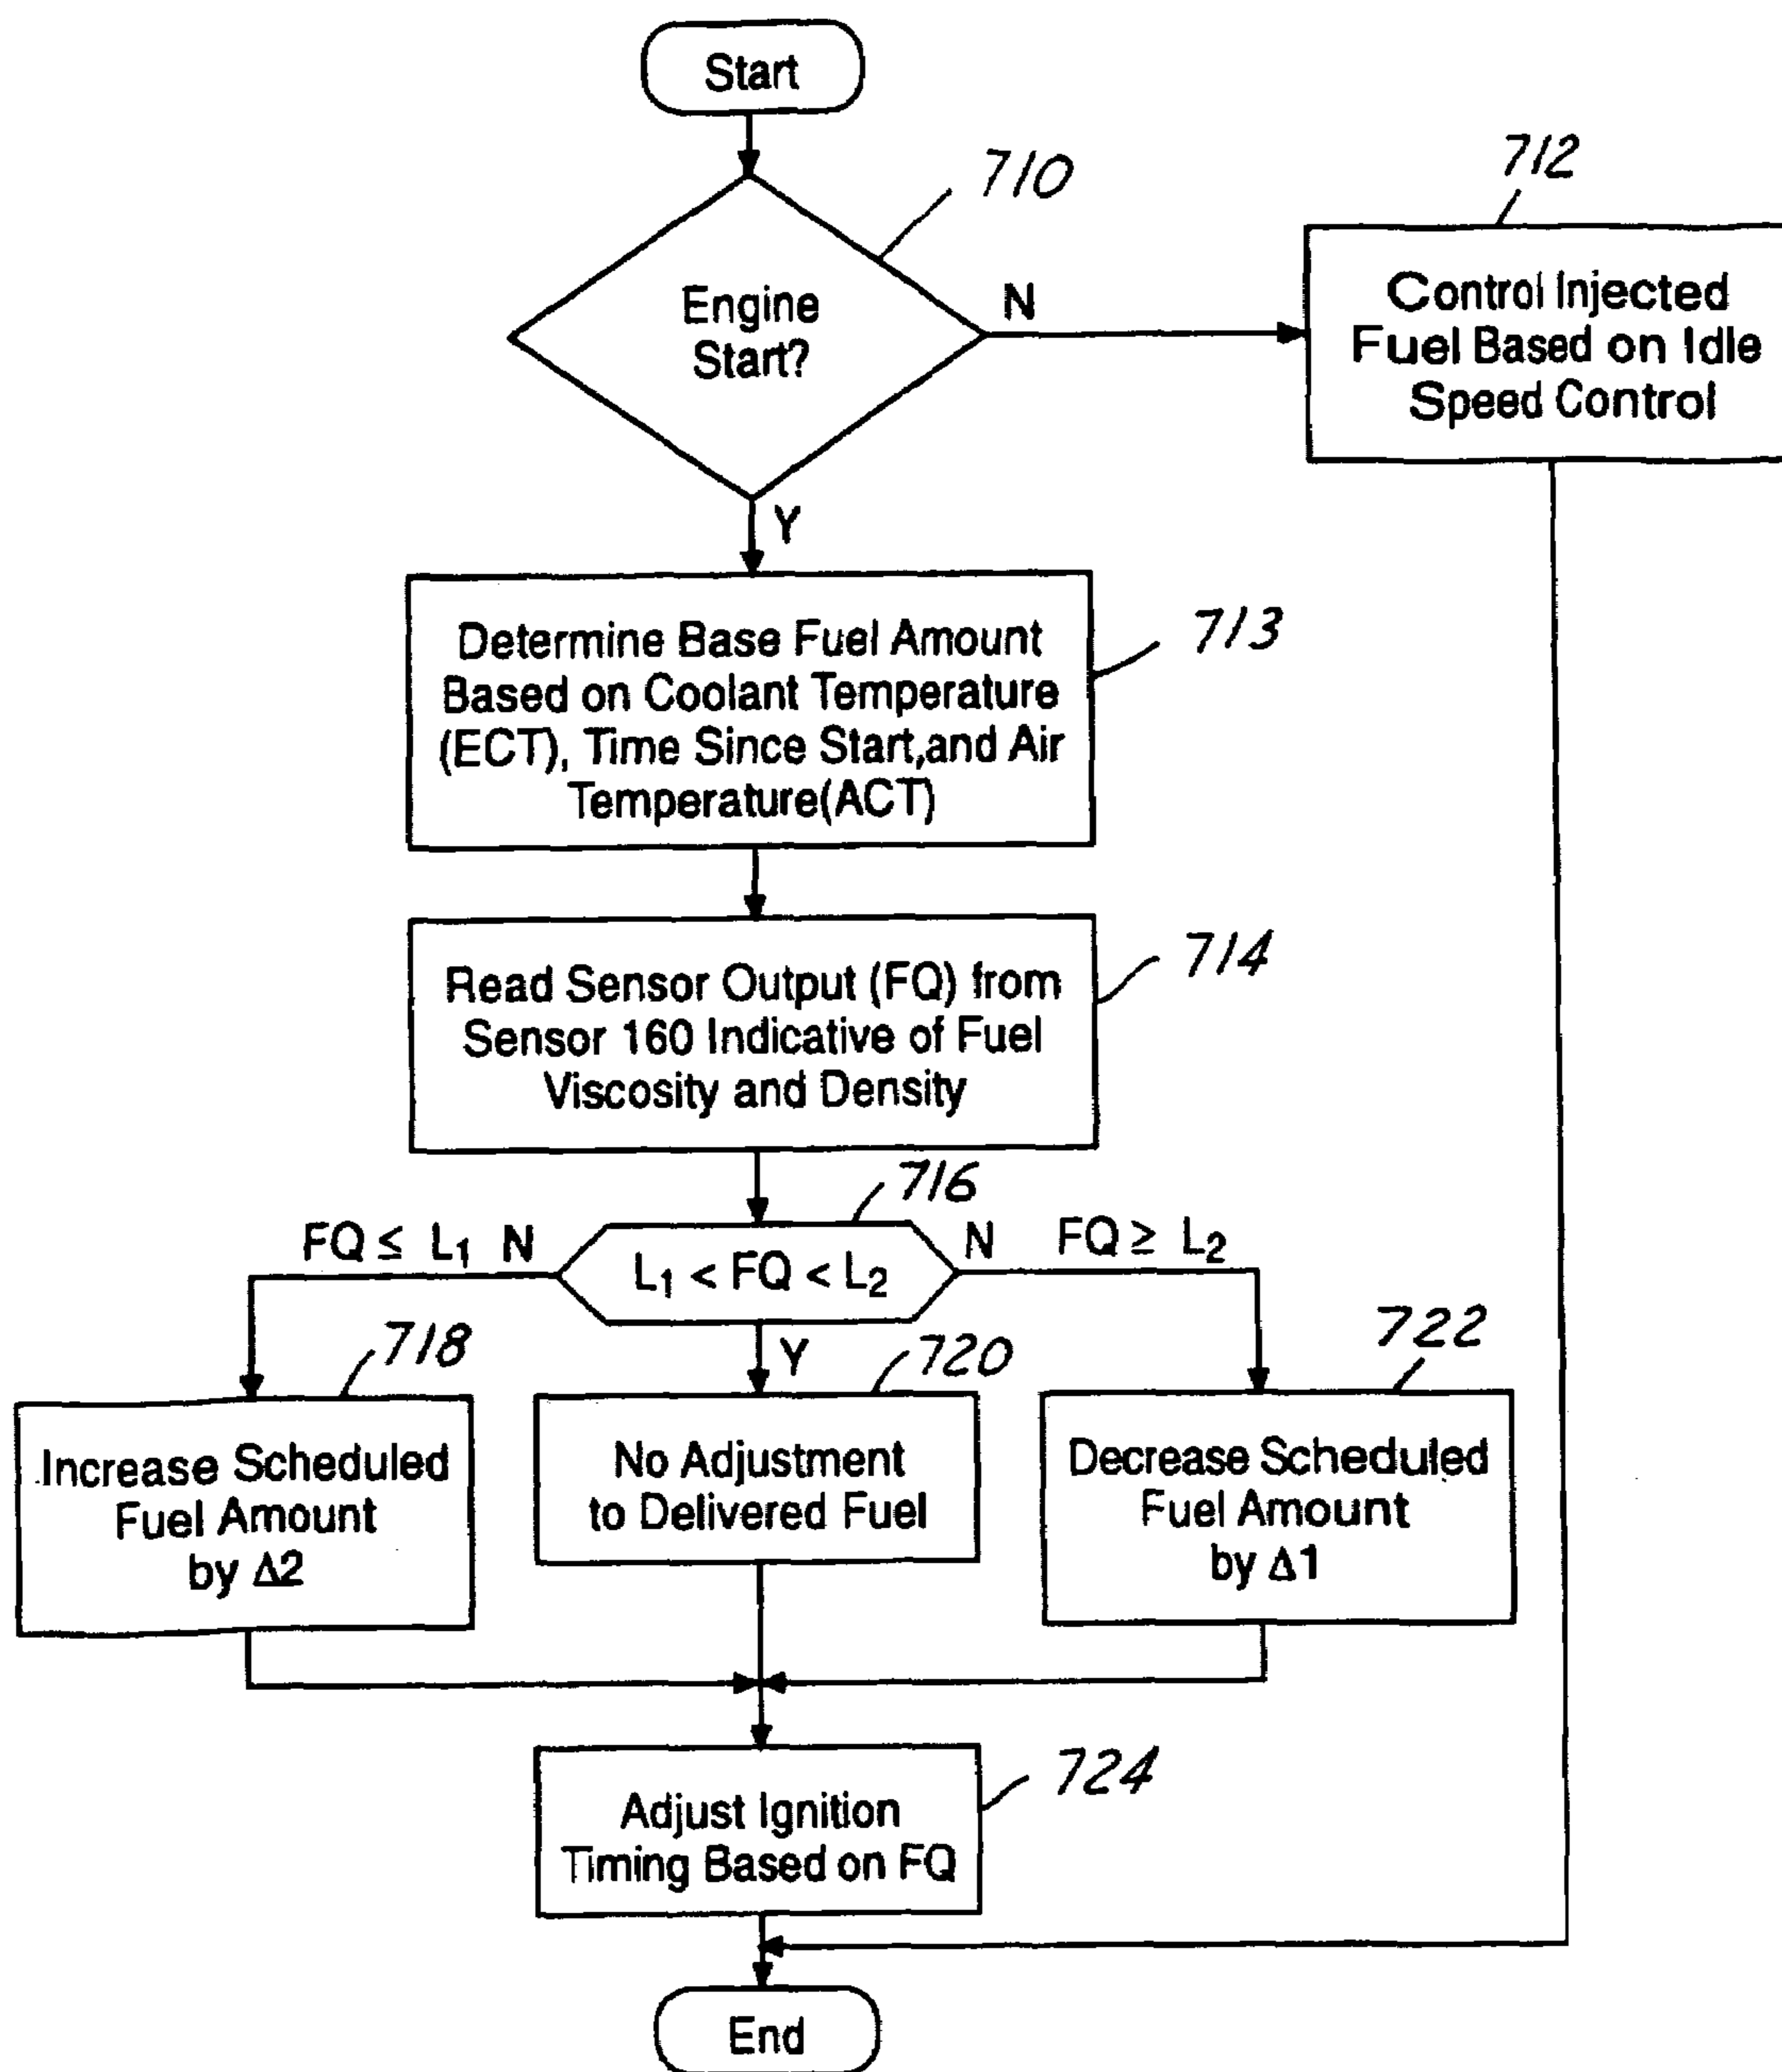 Start
710
Engine
Start?
N
712
Control Injected
Fuel Based on Idle
Speed Control
Y
713
Determine Base Fuel Amount
Based on Coolant Temperature
(ECT), Time Since Start,and Air
Temperature(ACT)
714
Read Sensor Output (FQ) from
Sensor 160 Indicative of Fuel
Viscosity and Density
716
FQ ≤ L1 N
L1 < FQ < L2
N FQ ≥ L2
Y
718
Increase Scheduled
Fuel Amount
by Δ2
720
No Adjustment
to Delivered Fuel
722
Decrease Scheduled
Fuel Amount
by Δ1
724
Adjust Ignition
Timing Based on FQ
End